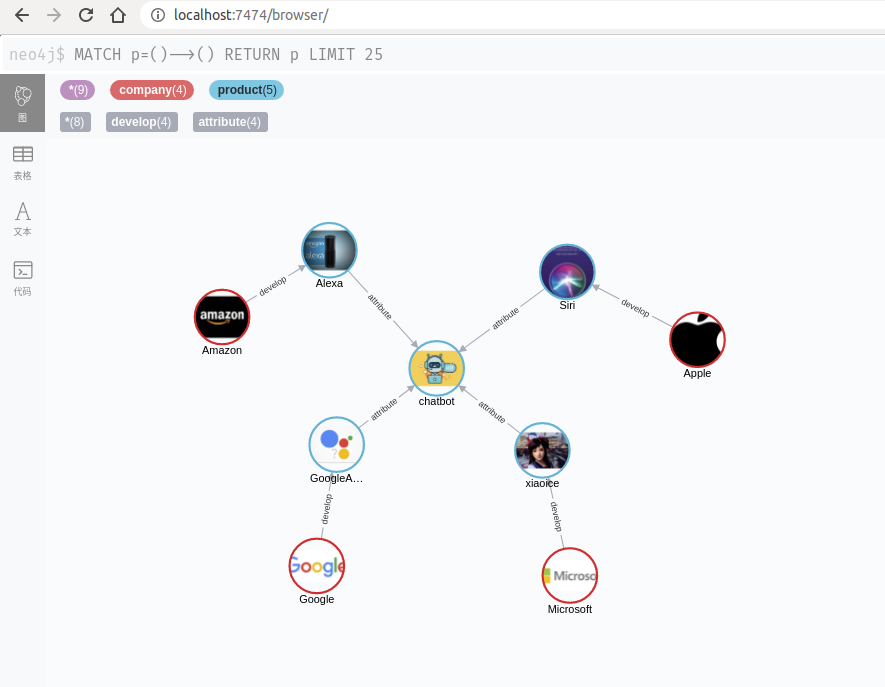 localhost:7474/browser/
neo4j$ MATCH p=()-->() RETURN p LIMIT 25
*(9) company(4) product(5)
*(8) develop(4) attribute(4)
图
表格
文本
代码
Alexa
develop
attribute
amazon
Amazon
Siri
attribute
develop
Apple
chatbot
attribute
attribute
GoogleA...
xiaoice
develop
develop
Google
Google
Microsoft